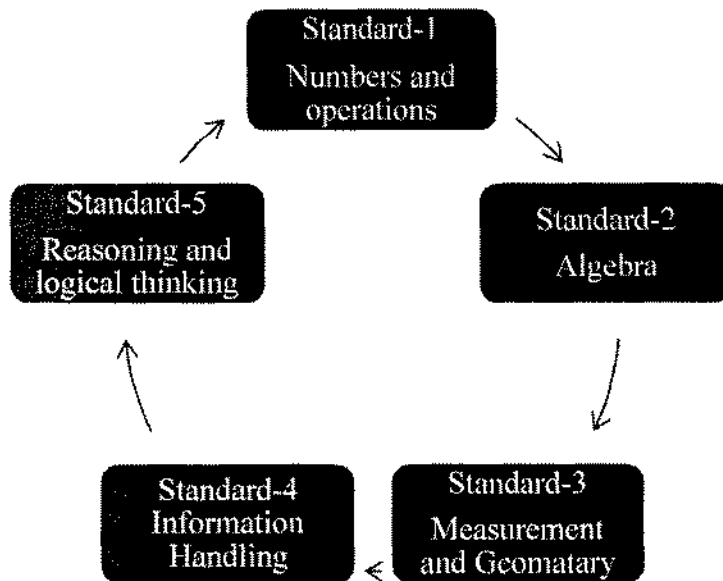 Standard-1
Numbers and
operations
Standard-2
Algebra
Standard-3
Measurement
and Geomatary
Standard-4
Information
Handling
Standard-5
Reasoning and
logical thinking